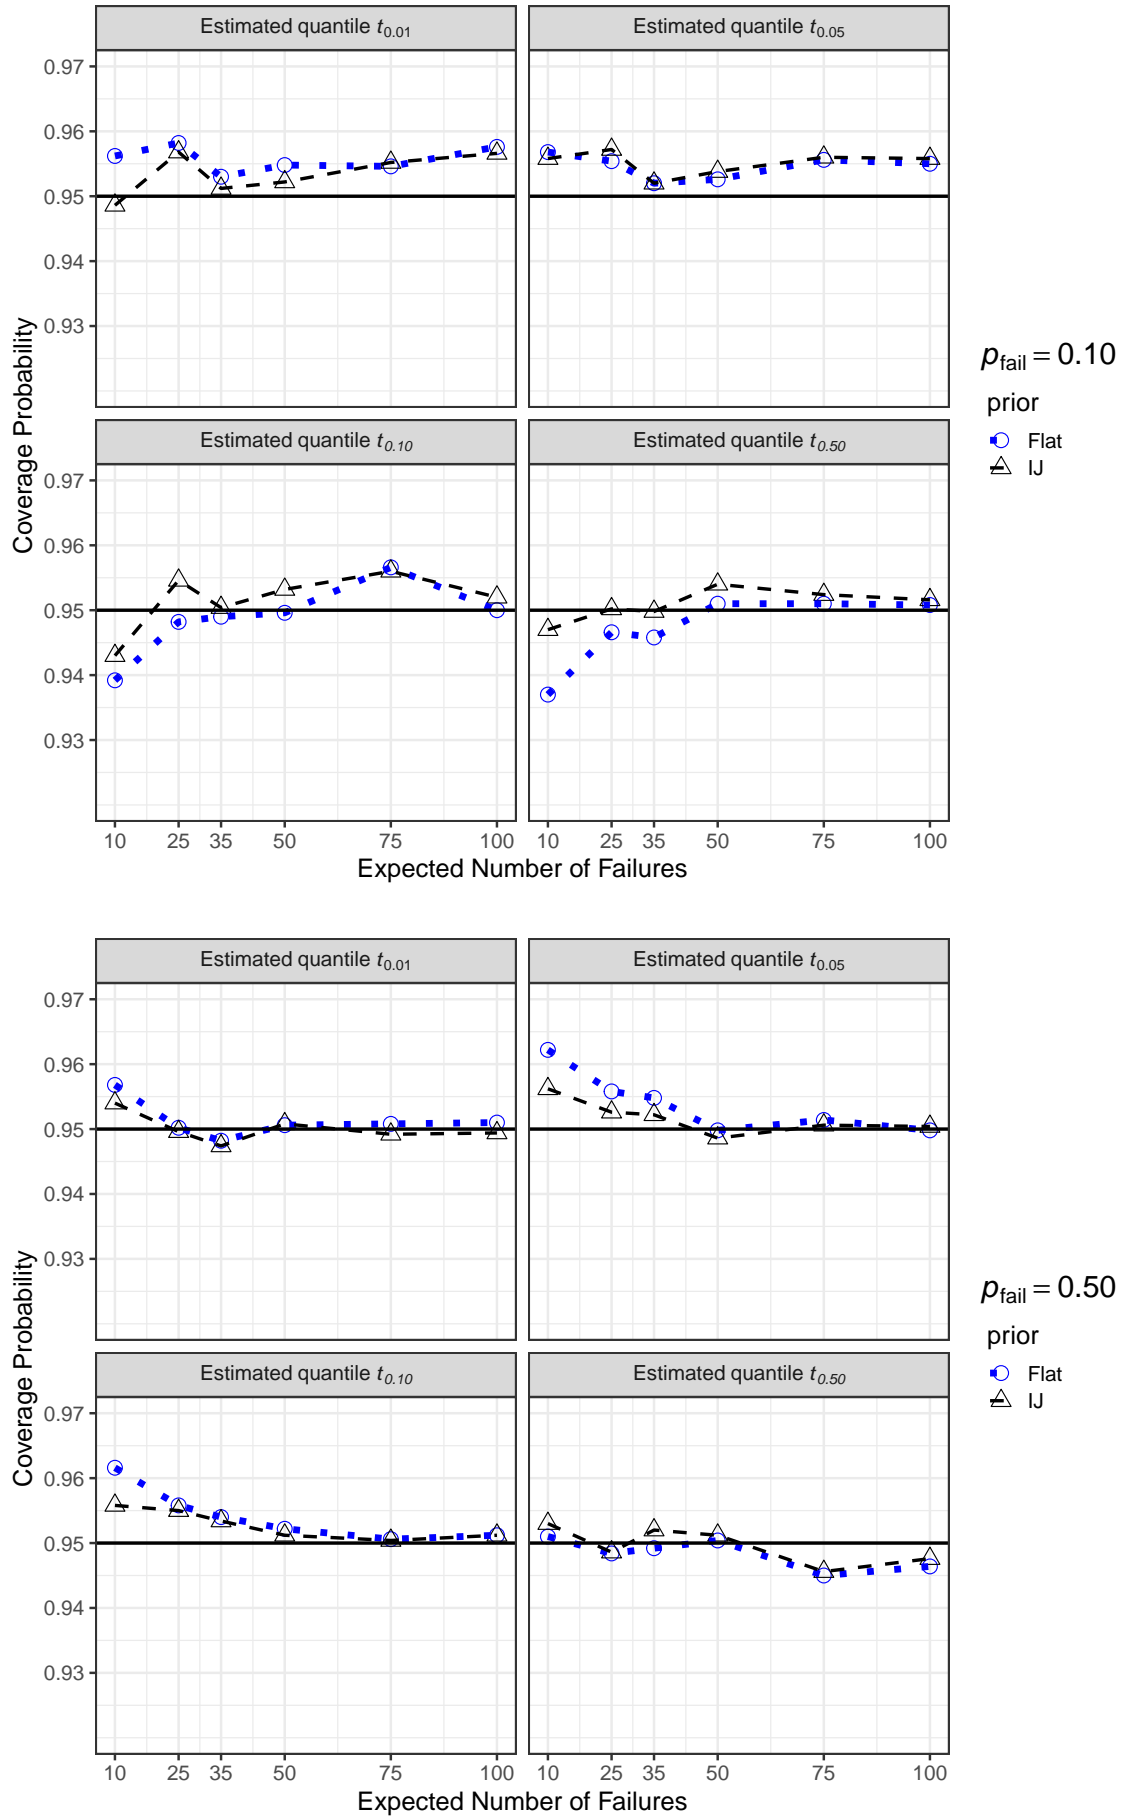 Estimated quantile t0.01
Estimated quantile t0.05
0.97
0.96
0.95
0.94
0.93
Estimated quantile t0.10
Estimated quantile t0.50
0.97
0.96
0.95
0.94
0.93
10 25 35 50 75 100
10 25 35 50 75 100
Expected Number of Failures
Coverage Probability
pfail = 0.10
prior
Flat
IJ
Estimated quantile t0.01
Estimated quantile t0.05
0.97
0.96
0.95
0.94
0.93
Estimated quantile t0.10
Estimated quantile t0.50
0.97
0.96
0.95
0.94
0.93
10 25 35 50 75 100
10 25 35 50 75 100
Expected Number of Failures
Coverage Probability
pfail = 0.50
prior
Flat
IJ